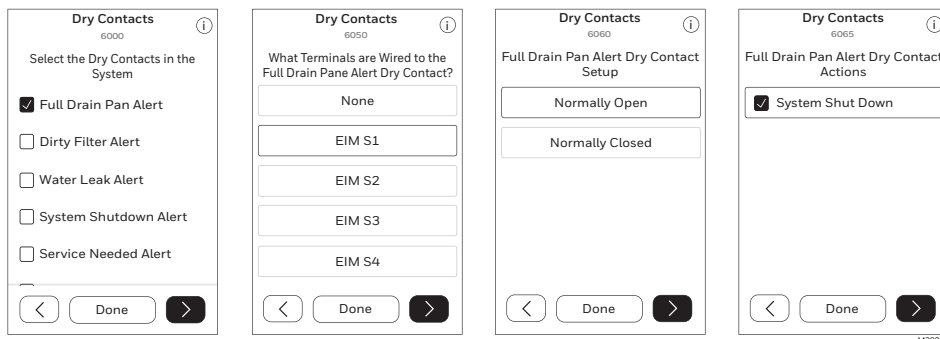 Dry Contacts
6000
Select the Dry Contacts in the
System
Full Drain Pan Alert
Dirty Filter Alert
Water Leak Alert
System Shutdown Alert
Service Needed Alert
Done
Dry Contacts
6050
What Terminals are Wired to the
Full Drain Pane Alert Dry Contact?
None
EIM S1
EIM S2
EIM S3
EIM S4
Done
Dry Contacts
6060
Full Drain Pan Alert Dry Contact
Setup
Normally Open
Normally Closed
Done
Dry Contacts
6065
Full Drain Pan Alert Dry Contact
Actions
System Shut Down
Done